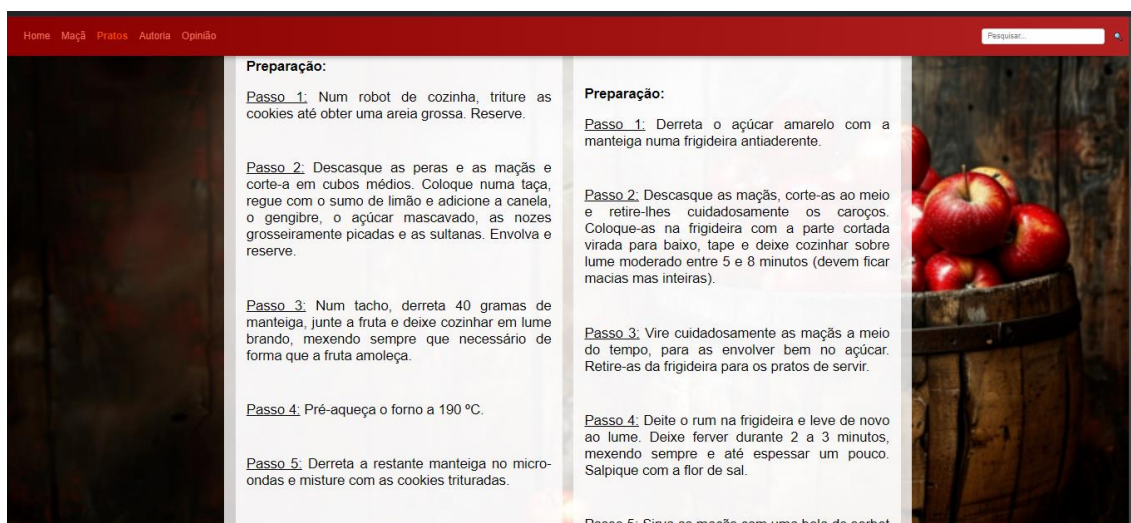 Home Maçã Pratos Autoria Opinião
Pesquisar...
Preparação:
Passo 1: Num robot de cozinha, triture as
cookies até obter uma areia grossa. Reserve.
Passo 2: Descasque as peras e as maçãs e
corte-a em cubos médios. Coloque numa taça,
regue com o sumo de limão e adicione a canela,
o gengibre, o açúcar mascavado, as nozes
grosseiramente picadas e as sultanas. Envolva e
reserve.
Passo 3: Num tacho, derreta 40 gramas de
manteiga, junte a fruta e deixe cozinhar em lume
brando, mexendo sempre que necessário de
forma que a fruta amoleça.
Passo 4: Pré-aqueça o forno a 190 ºC.
Passo 5: Derreta a restante manteiga no micro-
ondas e misture com as cookies trituradas.
Preparação:
Passo 1: Derreta o açúcar amarelo com a
manteiga numa frigideira antiaderente.
Passo 2: Descasque as maçãs, corte-as ao meio
e retire-lhes cuidadosamente os caroços.
Coloque-as na frigideira com a parte cortada
virada para baixo, tape e deixe cozinhar sobre
lume moderado entre 5 e 8 minutos (devem ficar
macias mas inteiras).
Passo 3: Vire cuidadosamente as maçãs a meio
do tempo, para as envolver bem no açúcar.
Retire-as da frigideira para os pratos de servir.
Passo 4: Deite o rum na frigideira e leve de novo
ao lume. Deixe ferver durante 2 a 3 minutos,
mexendo sempre e até espessar um pouco.
Salpique com a flor de sal.
Passo 5: Sirva as maçãs com uma bola de sorbet